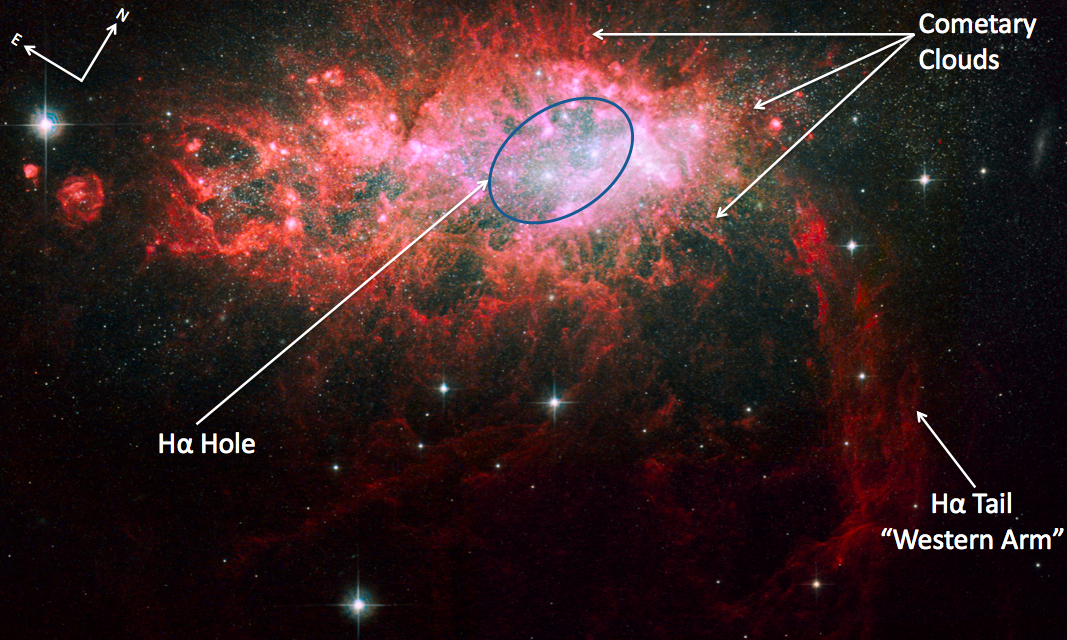 N
E
Cometary
Clouds
Hα Hole
Hα Tail
“Western Arm”